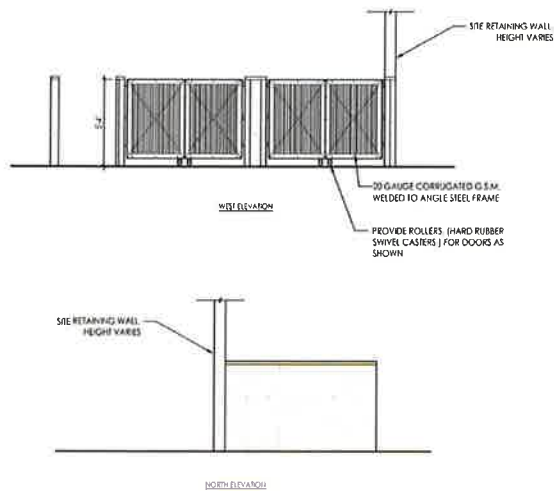 SITE RETAINING WALL
HEIGHT VARIES
20 GAUGE CORRUGATED G.S.M.
WELDED TO ANGLE STEEL FRAME
WEST ELEVATION
PROVIDE ROLLERS (HARD RUBBER
SWIVEL CASTERS ) FOR DOORS AS
SHOWN
SITE RETAINING WALL
HEIGHT VARIES
NORTH ELEVATION